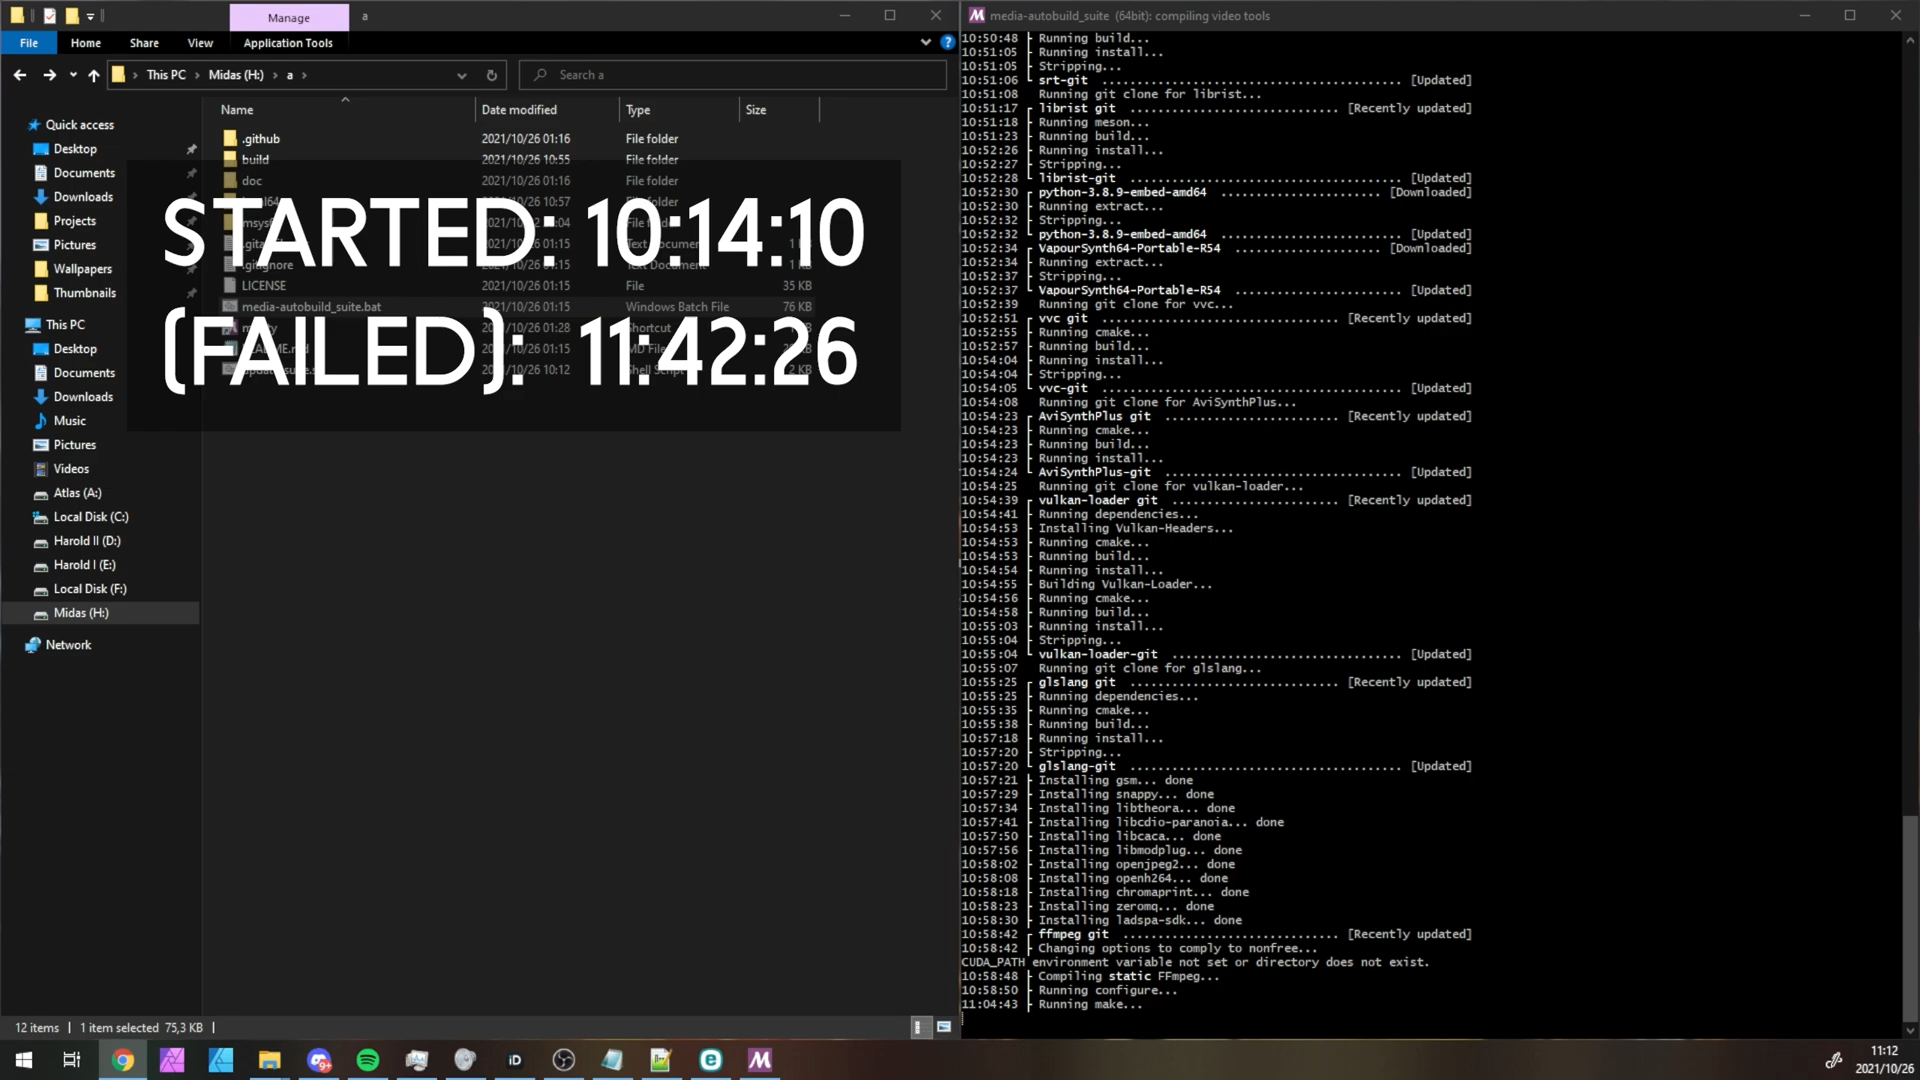 Manage
a
File
Home
Share
View
Application Tools
This PC
Midas (H:)
a
Search a
Name
Date modified
Type
Size
Quick access
Desktop
Documents
Downloads
Projects
Pictures
Wallpapers
Thumbnails
This PC
Desktop
Documents
Downloads
Music
Pictures
Videos
Atlas (A:)
Local Disk (C:)
Harold II (D:)
Harold I (E:)
Local Disk (F:)
Midas (H:)
Network
.github 2021/10/26 01:16 File folder
build 2021/10/26 10:55 File folder
doc 2021/10/26 01:16 File folder
STARTED: 10:14:10
LICENSE 2021/10/26 01:15 File 35 KB
media-autobuild_suite.bat 2021/10/26 01:15 Windows Batch File 76 KB
(FAILED): 11:42:26
12 items
1 item selected 75,3 KB
media-autobuild_suite (64bit): compiling video tools
10:50:48 Running build...
10:51:05 Running install...
10:51:05 Stripping...
10:51:06 srt-git ....................................... [Updated]
10:51:08 Running git clone for librist...
10:51:17 librist git .............................. [Recently updated]
10:51:18 Running meson...
10:51:23 Running build...
10:52:26 Running install...
10:52:27 Stripping...
10:52:28 librist-git ....................................... [Updated]
10:52:30 python-3.8.9-embed-amd64 ....................... [Downloaded]
10:52:30 Running extract...
10:52:32 Stripping...
10:52:32 python-3.8.9-embed-amd64 .......................... [Updated]
10:52:34 VapourSynth64-Portable-R54 ....................... [Downloaded]
10:52:37 Running extract...
10:52:37 Stripping...
10:52:37 VapourSynth64-Portable-R54 ........................ [Updated]
10:52:39 Running git clone for vvc...
10:52:51 vvc git .............................. [Recently updated]
10:52:55 Running cmake...
10:52:57 Running build...
10:54:04 Running install...
10:54:04 Stripping...
10:54:05 vvc-git ....................................... [Updated]
10:54:08 Running git clone for AviSynthPlus...
10:54:23 AviSynthPlus git ........................ [Recently updated]
10:54:23 Running cmake...
10:54:23 Running build...
10:54:23 Running install...
10:54:24 AviSynthPlus-git ................................. [Updated]
10:54:25 Running git clone for vulkan-loader...
10:54:39 vulkan-loader git ....................... [Recently updated]
10:54:41 Running dependencies...
10:54:53 Installing Vulkan-Headers...
10:54:53 Running cmake...
10:54:53 Running build...
10:54:54 Running install...
10:54:55 Building Vulkan-Loader...
10:54:56 Running cmake...
10:54:58 Running build...
10:55:03 Running install...
10:55:04 Stripping...
10:55:04 vulkan-loader-git ................................. [Updated]
10:55:07 Running git clone for glslang...
10:55:25 glslang git .............................. [Recently updated]
10:55:25 Running dependencies...
10:55:35 Running cmake...
10:55:38 Running build...
10:57:18 Running install...
10:57:20 Stripping...
10:57:20 glslang-git ....................................... [Updated]
10:57:21 Installing gsm... done
10:57:29 Installing snappy... done
10:57:34 Installing libtheora... done
10:57:41 Installing libcdio-paranoia... done
10:57:50 Installing libcaca... done
10:57:56 Installing libmodplug... done
10:58:02 Installing openjpeg2... done
10:58:08 Installing openh264... done
10:58:18 Installing chromaprint... done
10:58:23 Installing zeromq... done
10:58:30 Installing ladspa-sdk... done
10:58:42 ffmpeg git ............................... [Recently updated]
10:58:42 Changing options to comply to nonfree...
CUDA_PATH environment variable not set or directory does not exist.
10:58:48 Compiling static FFmpeg...
10:58:50 Running configure...
11:04:43 Running make...
11:12
2021/10/26